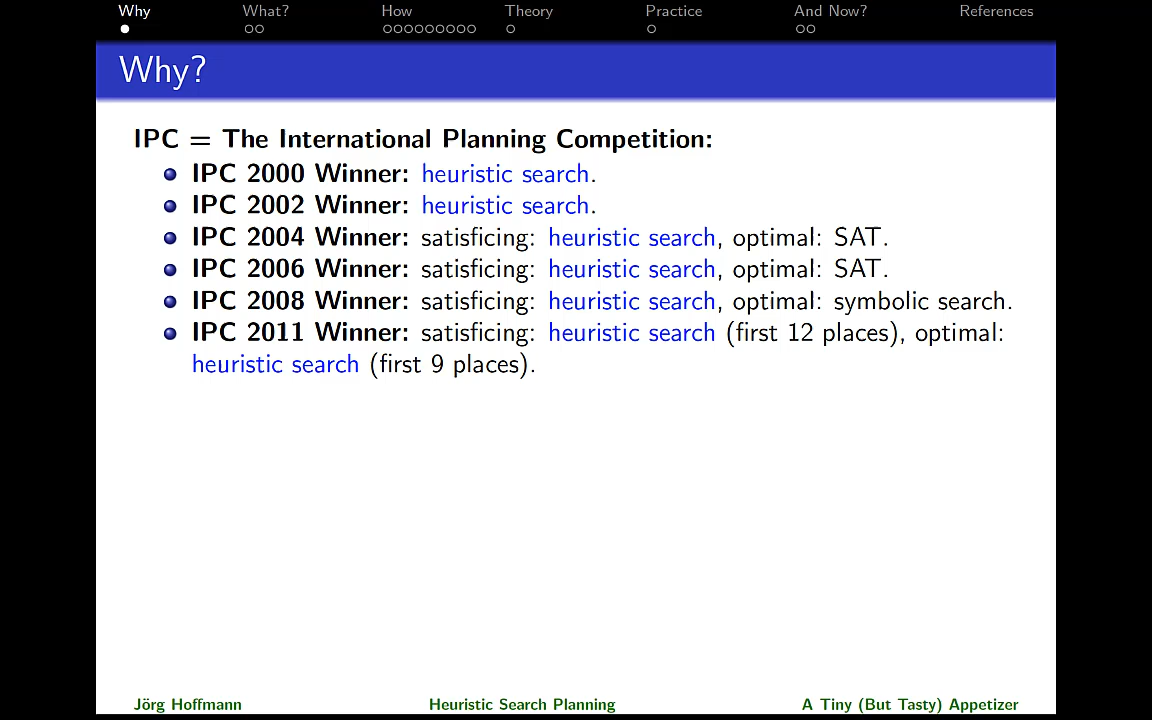 Why What? How Theory Practice And Now? References
Why?
IPC = The International Planning Competition:
IPC 2000 Winner: heuristic search.
IPC 2002 Winner: heuristic search.
IPC 2004 Winner: satisficing: heuristic search, optimal: SAT.
IPC 2006 Winner: satisficing: heuristic search, optimal: SAT.
IPC 2008 Winner: satisficing: heuristic search, optimal: symbolic search.
IPC 2011 Winner: satisficing: heuristic search (first 12 places), optimal:
heuristic search (first 9 places).
Jörg Hoffmann Heuristic Search Planning A Tiny (But Tasty) Appetizer